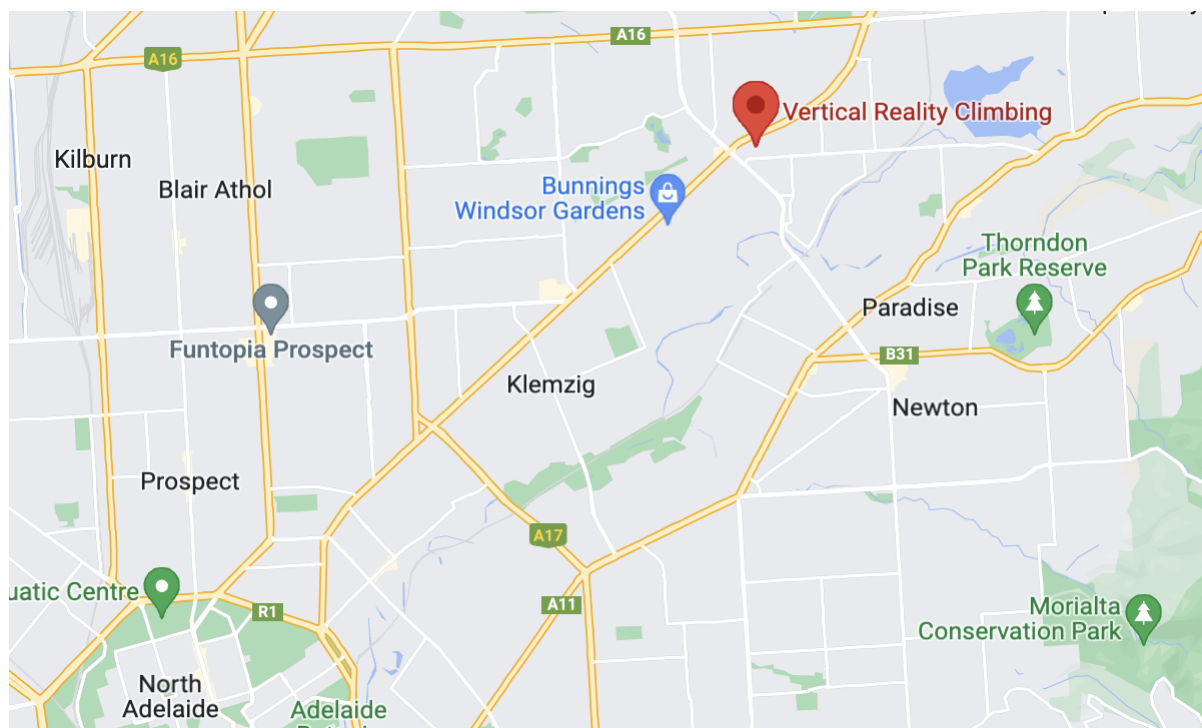 A16
A16
Vertical Reality Climbing
Kilburn
Blair Athol
Bunnings
Windsor Gardens
Thorndon
Park Reserve
Paradise
Funtopia Prospect
B31
Klemzig
Newton
Prospect
A17
uatic Centre
R1
A11
Morialta
Conservation Park
North
Adelaide
Adelaide